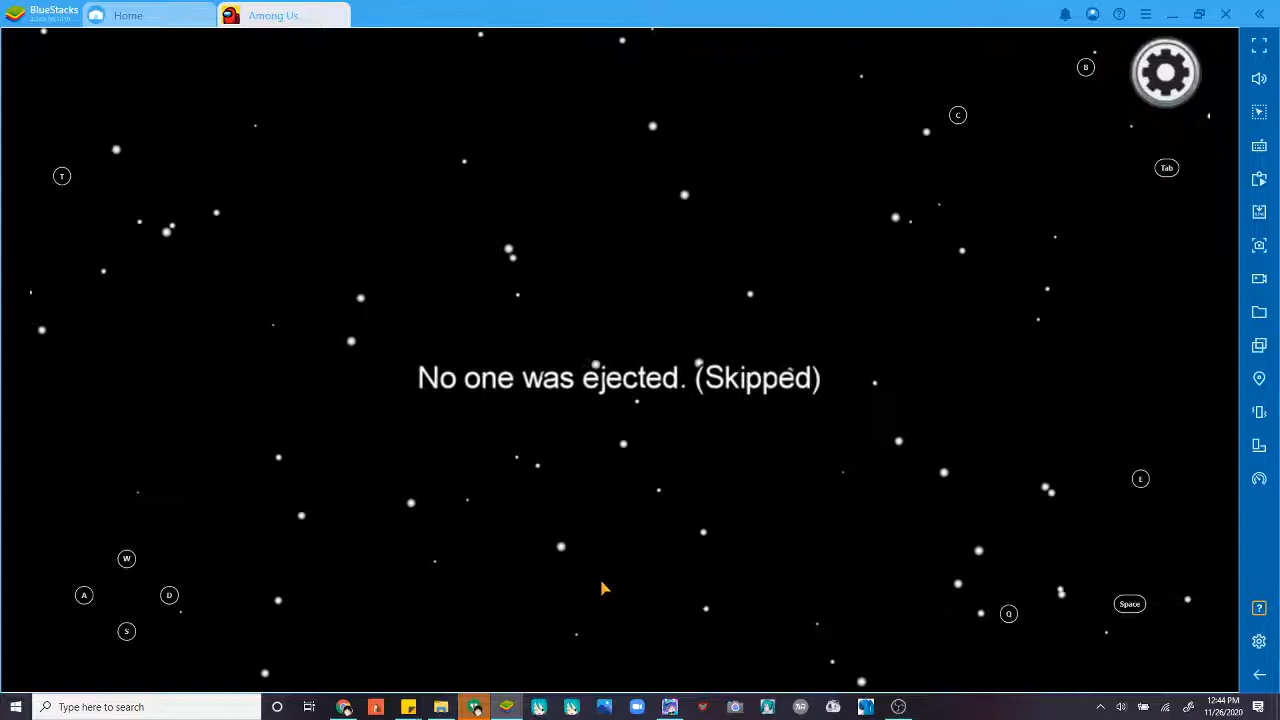 BlueStacks
Home
Among Us
B
C
T
Tab
No one was ejected. (Skipped)
E
W
A
D
S
Q
Space
?
Type here to search
12:44 PM
11/26/2020